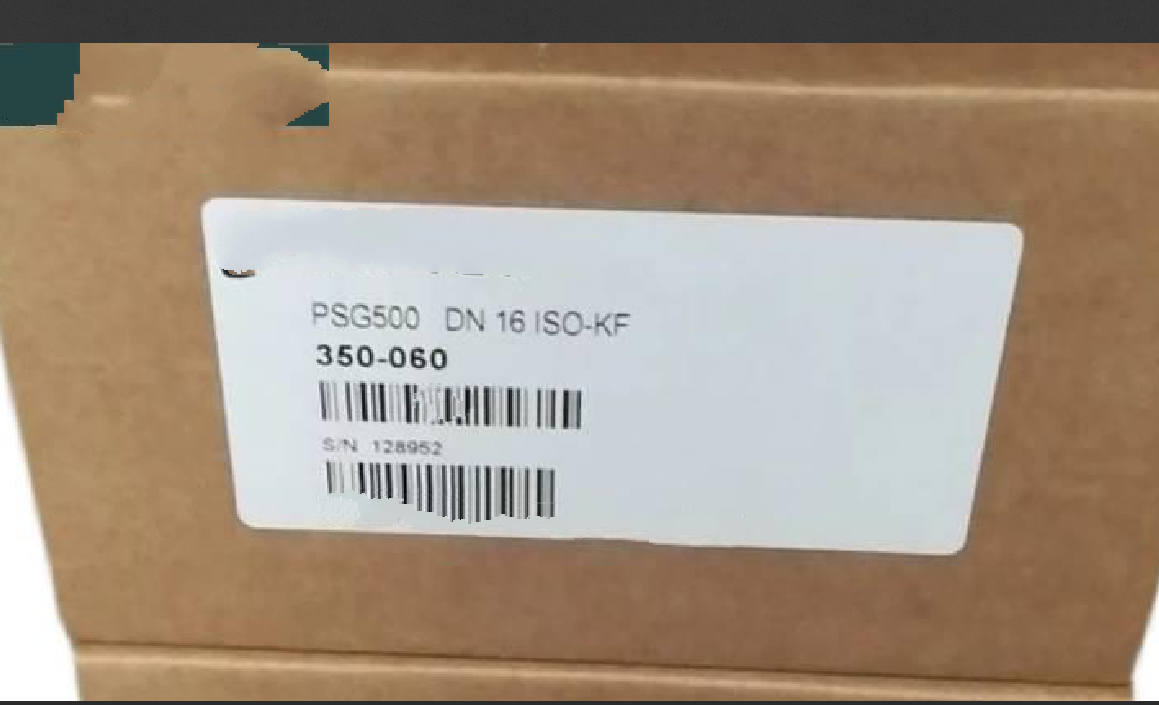 PSG500 DN 16 ISO-KF
350-060
S/N 128952